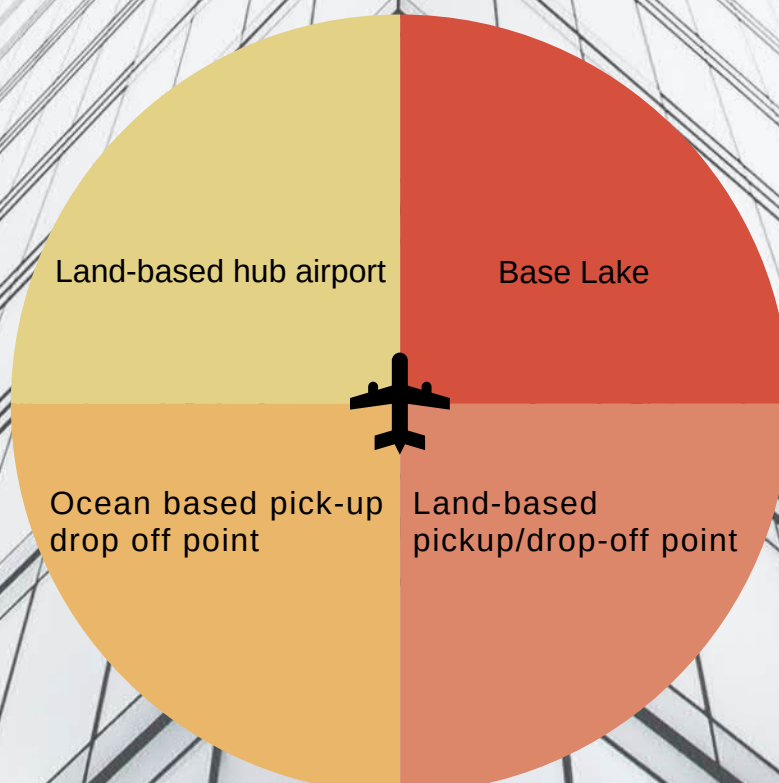 Land-based hub airport
Base Lake
Ocean based pick-up
drop off point
Land-based
pickup/drop-off point